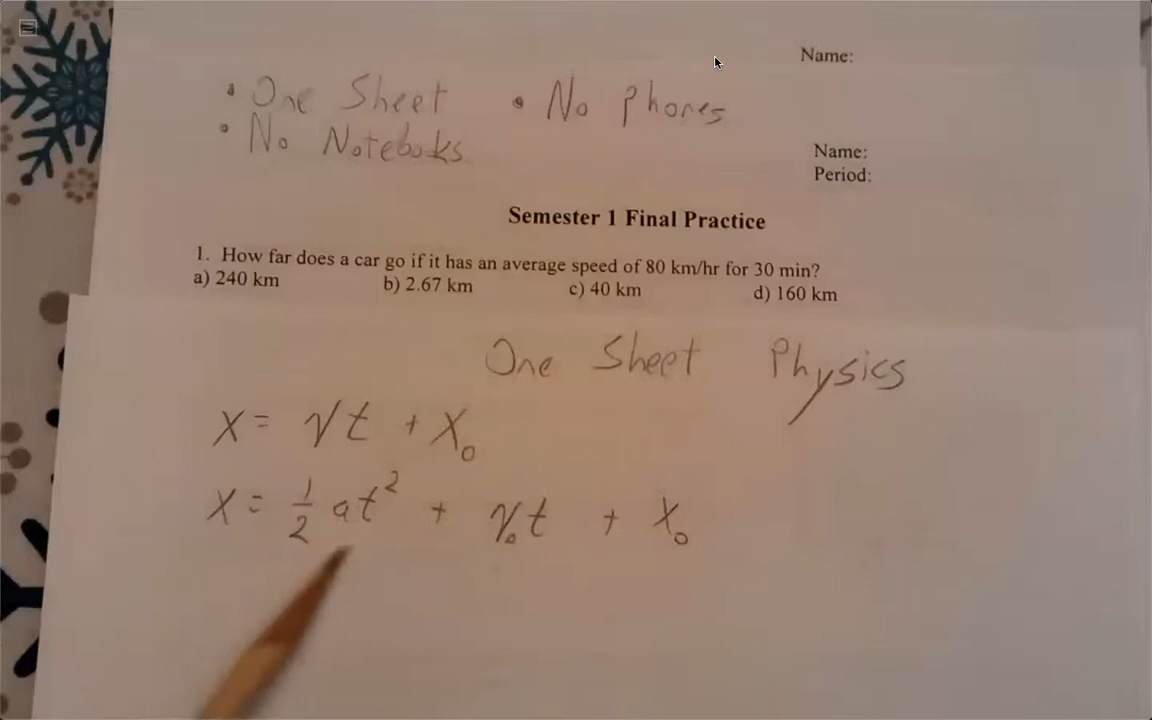 Name:
• One Sheet • No Phones
• No Notebooks
Name:
Period:
Semester 1 Final Practice
1. How far does a car go if it has an average speed of 80 km/hr for 30 min?
a) 240 km b) 2.67 km c) 40 km d) 160 km
One Sheet Physics
x = vt + x₀
x = ½ at² + v₀t + x₀